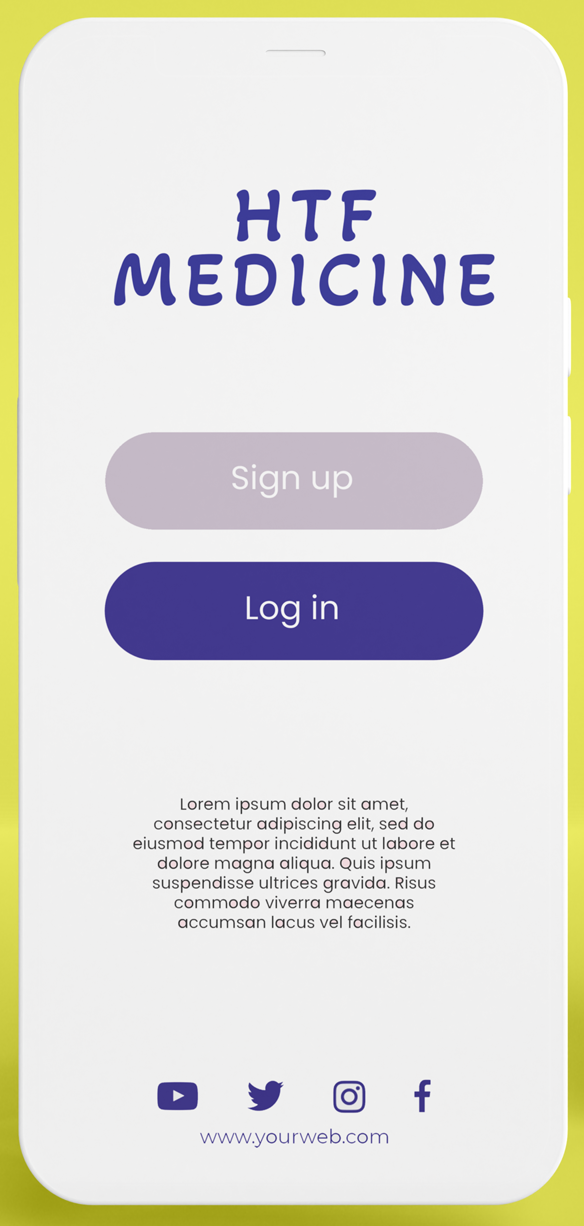 HTF
MEDICINE
Sign up
Log in
Lorem ipsum dolor sit amet,
consectetur adipiscing elit, sed do
eiusmod tempor incididunt ut labore et
dolore magna aliqua. Quis ipsum
suspendisse ultrices gravida. Risus
commodo viverra maecenas
accumsan lacus vel facilisis.
www.yourweb.com